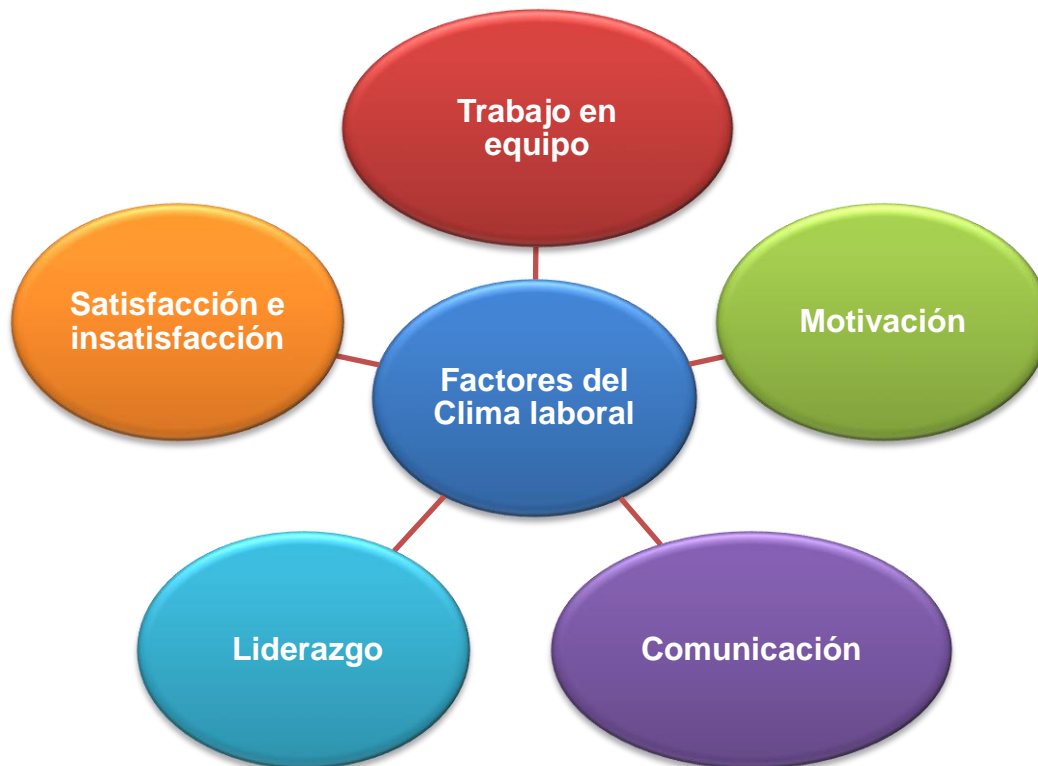 Trabajo en
equipo
Satisfacción e
insatisfacción
Motivación
Factores del
Clima laboral
Liderazgo
Comunicación